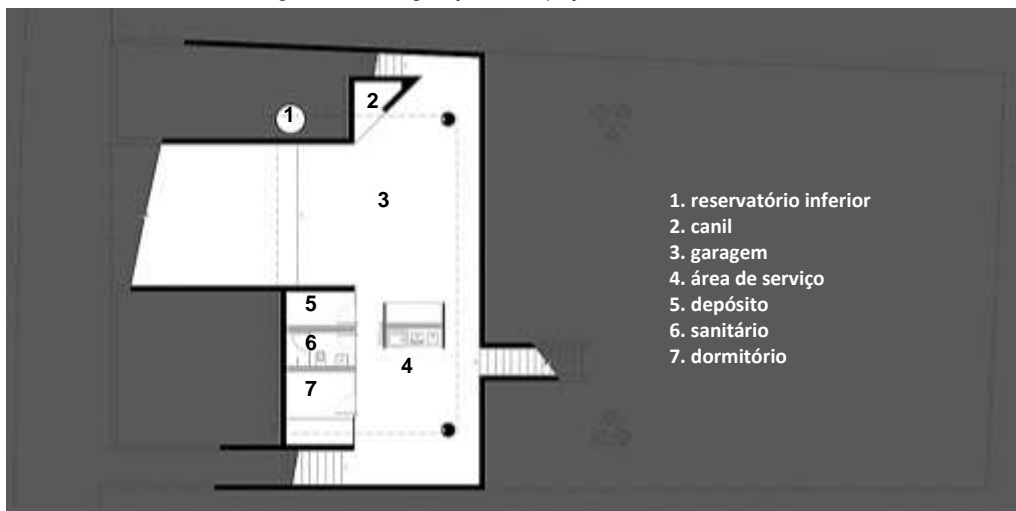 2
1
3
1. reservatório inferior
2. canil
3. garagem
4. área de serviço
5. depósito
6. sanitário
7. dormitório
5
6
4
7